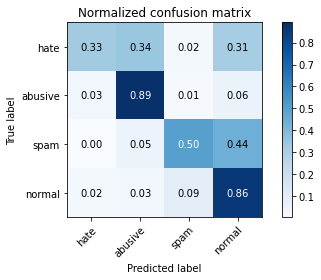 Normalized confusion matrix
hate 0.33 0.34 0.02 0.31
abusive 0.03 0.89 0.01 0.06
spam 0.00 0.05 0.50 0.44
normal 0.02 0.03 0.09 0.86
hate abusive spam normal
True label
Predicted label
0.8
0.7
0.6
0.5
0.4
0.3
0.2
0.1